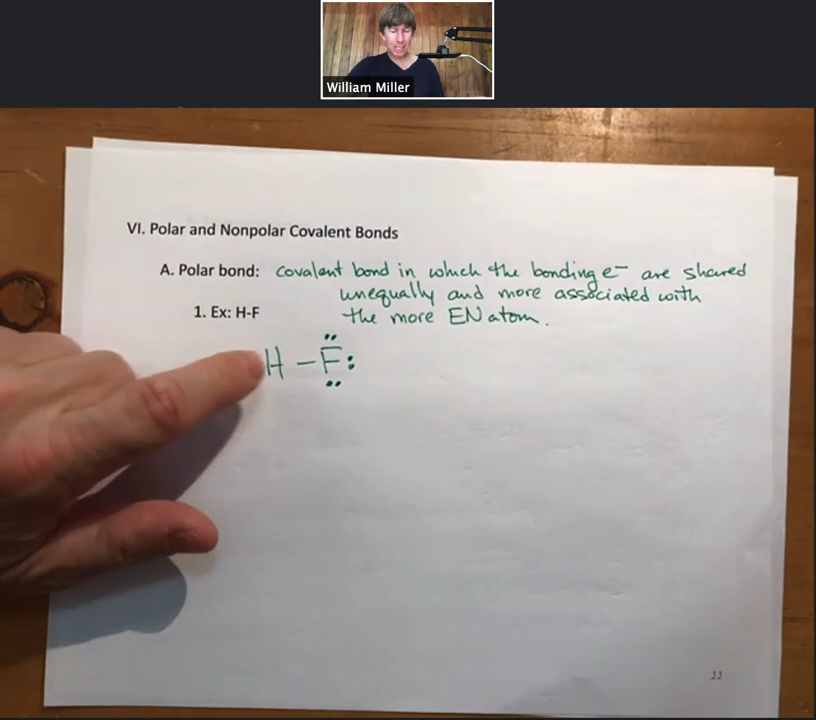 William Miller
VI. Polar and Nonpolar Covalent Bonds
A. Polar bond: covalent bond in which the bonding e⁻ are shared
unequally and more associated with
1. Ex: H-F the more EN atom.
H – F